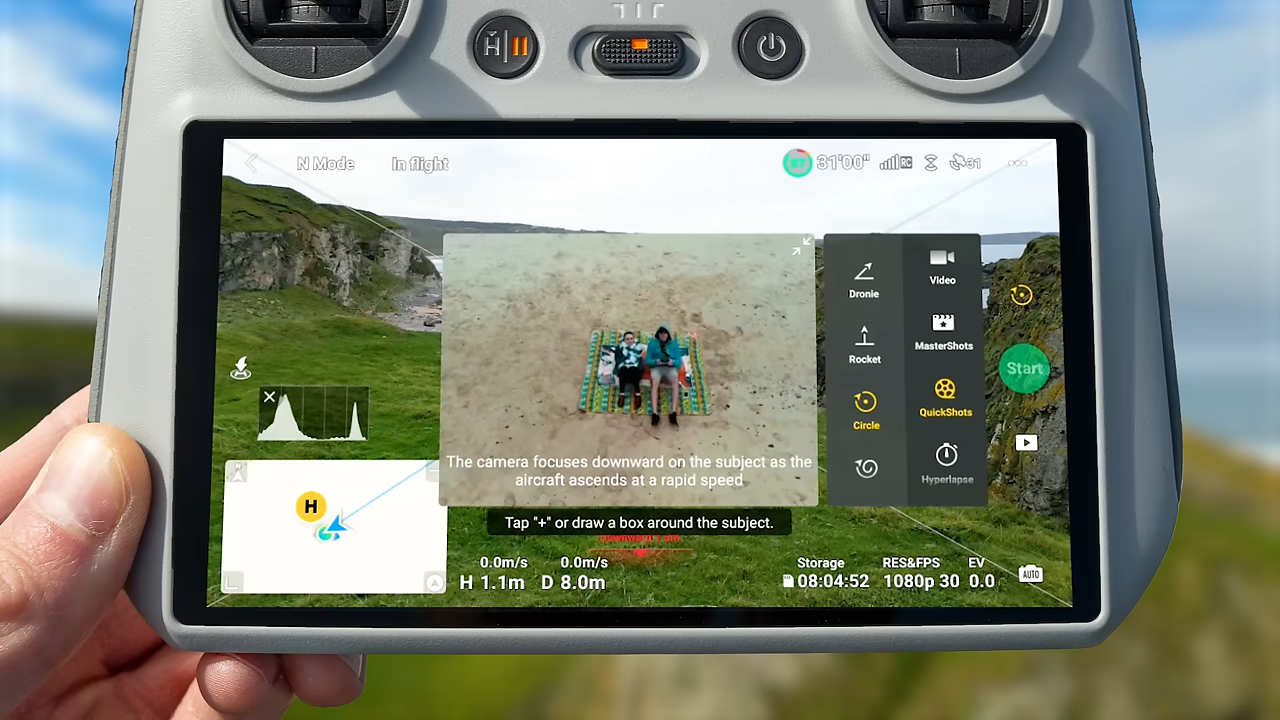 H
N Mode
In flight
87
31'00"
RC
31
Dronie
Video
Rocket
MasterShots
Circle
QuickShots
Hyperlapse
Start
The camera focuses downward on the subject as the
aircraft ascends at a rapid speed
Tap "+" or draw a box around the subject.
H
0.0m/s
0.0m/s
H 1.1m
D 8.0m
Storage
RES&FPS
EV
08:04:52
1080p 30
0.0
AUTO
A